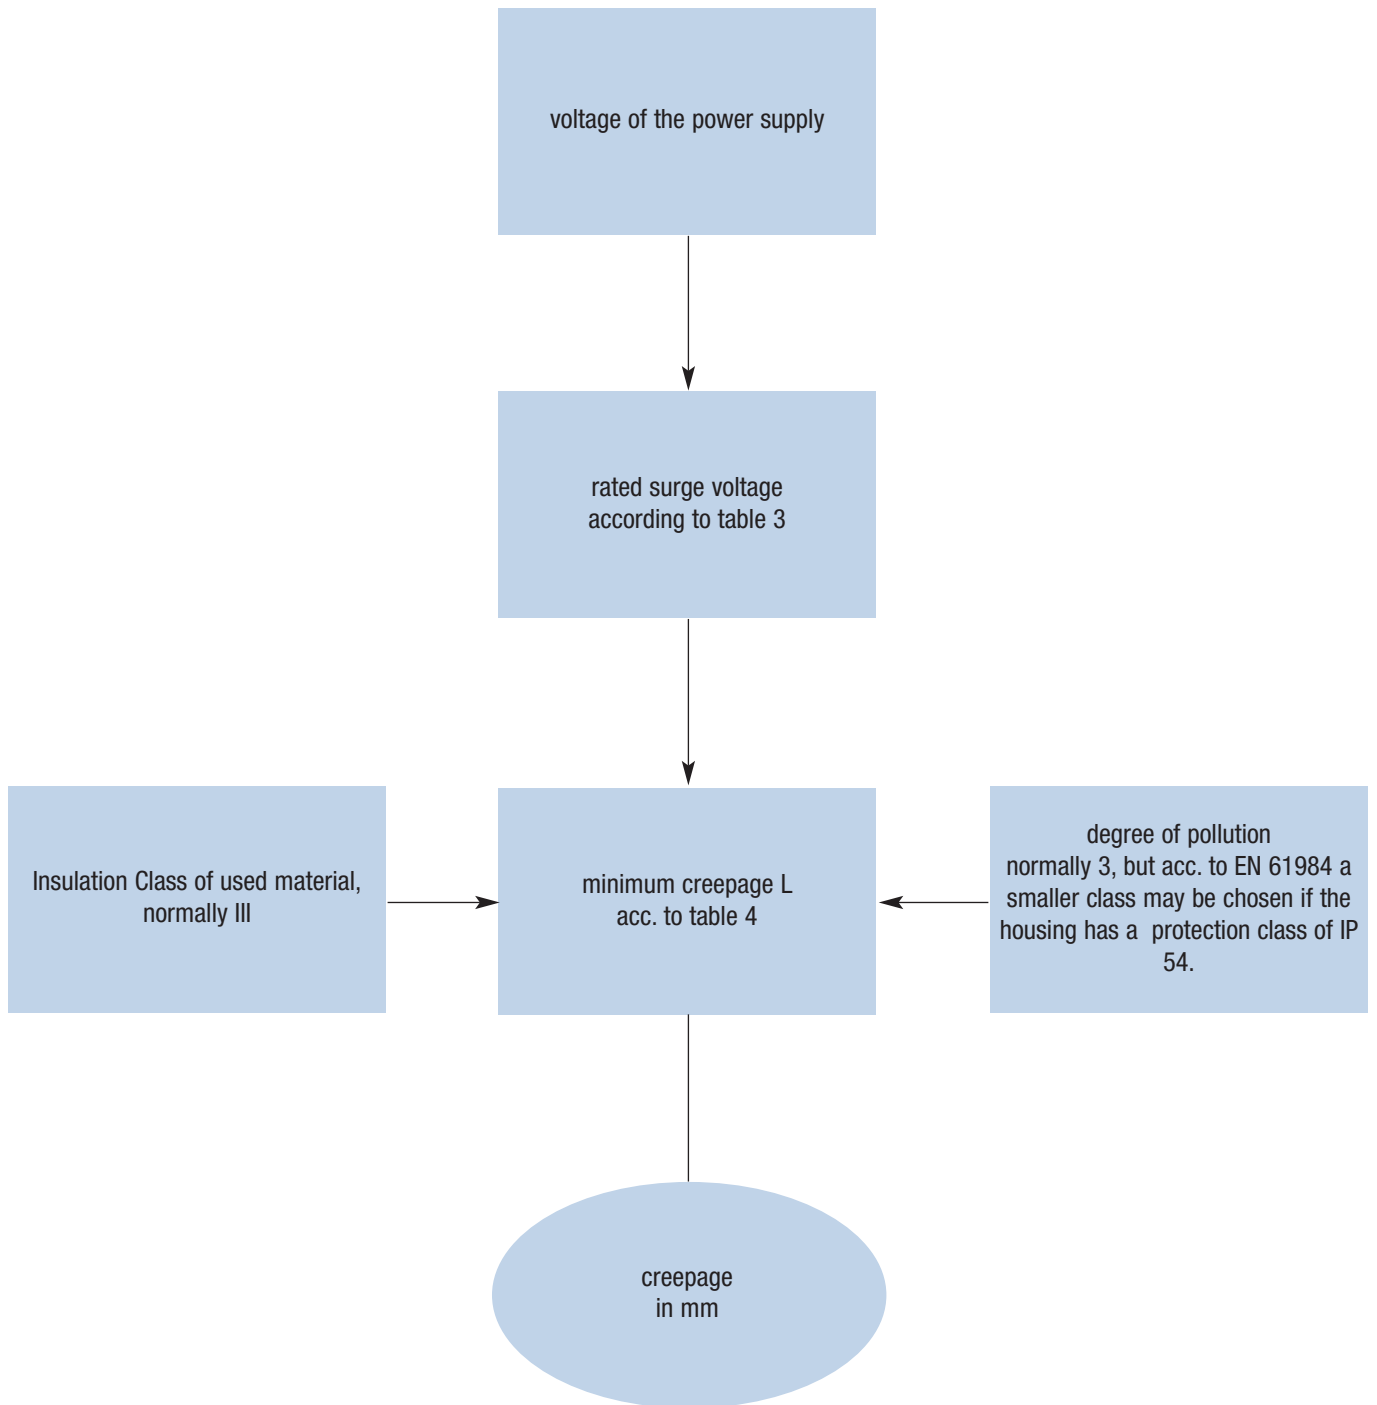 voltage of the power supply
rated surge voltage
according to table 3
Insulation Class of used material,
normally III
minimum creepage L
acc. to table 4
degree of pollution
normally 3, but acc. to EN 61984 a
smaller class may be chosen if the
housing has a  protection class of IP
54.
creepage
in mm